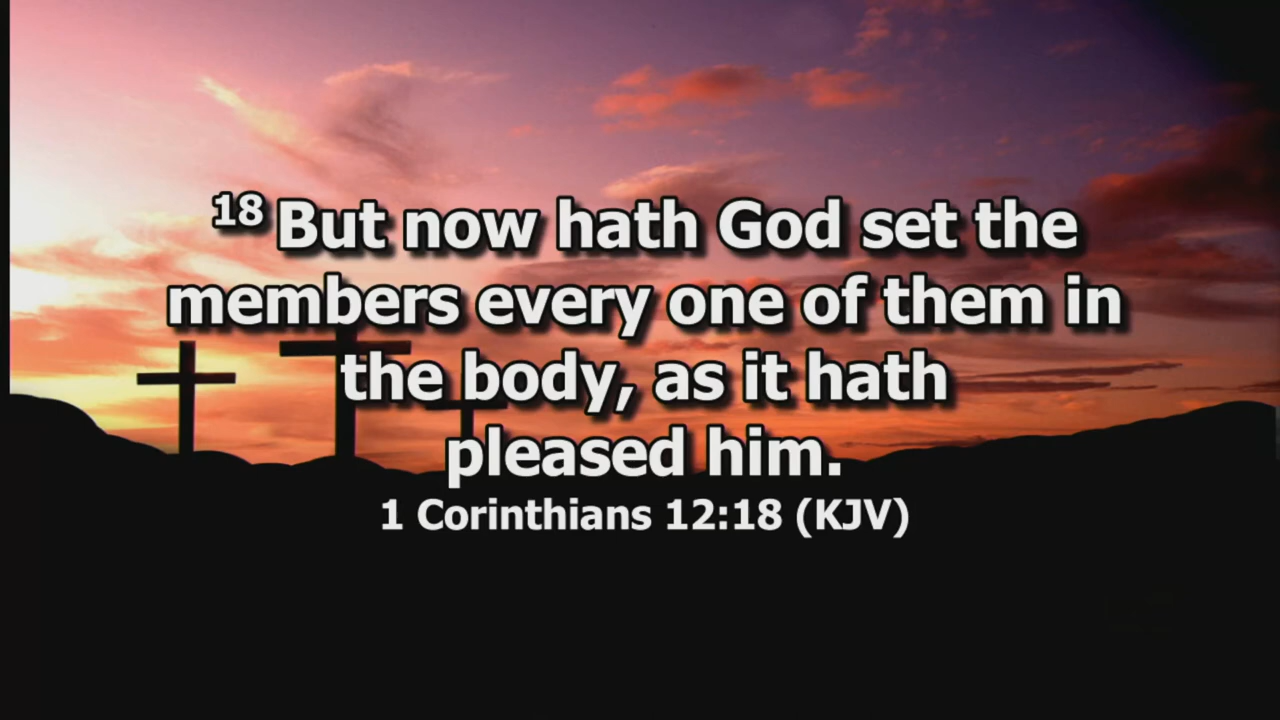 18 But now hath God set the
members every one of them in
the body, as it hath
pleased him.
1 Corinthians 12:18 (KJV)